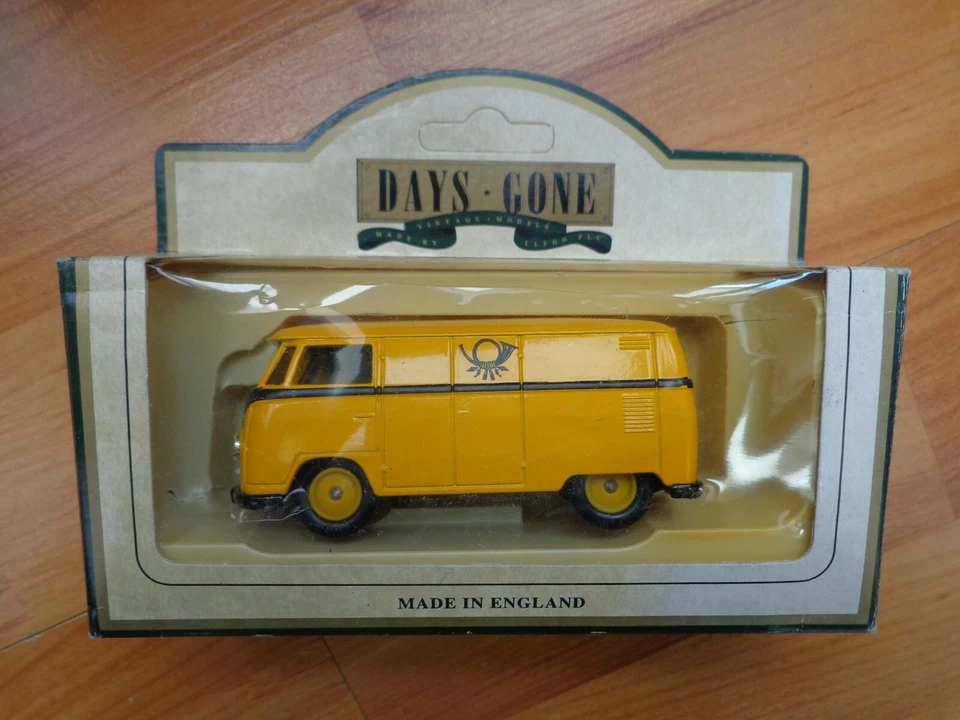 DAYS · GONE
VINTAGE · MODELS
MADE BY LLEDO PLC
MADE IN ENGLAND